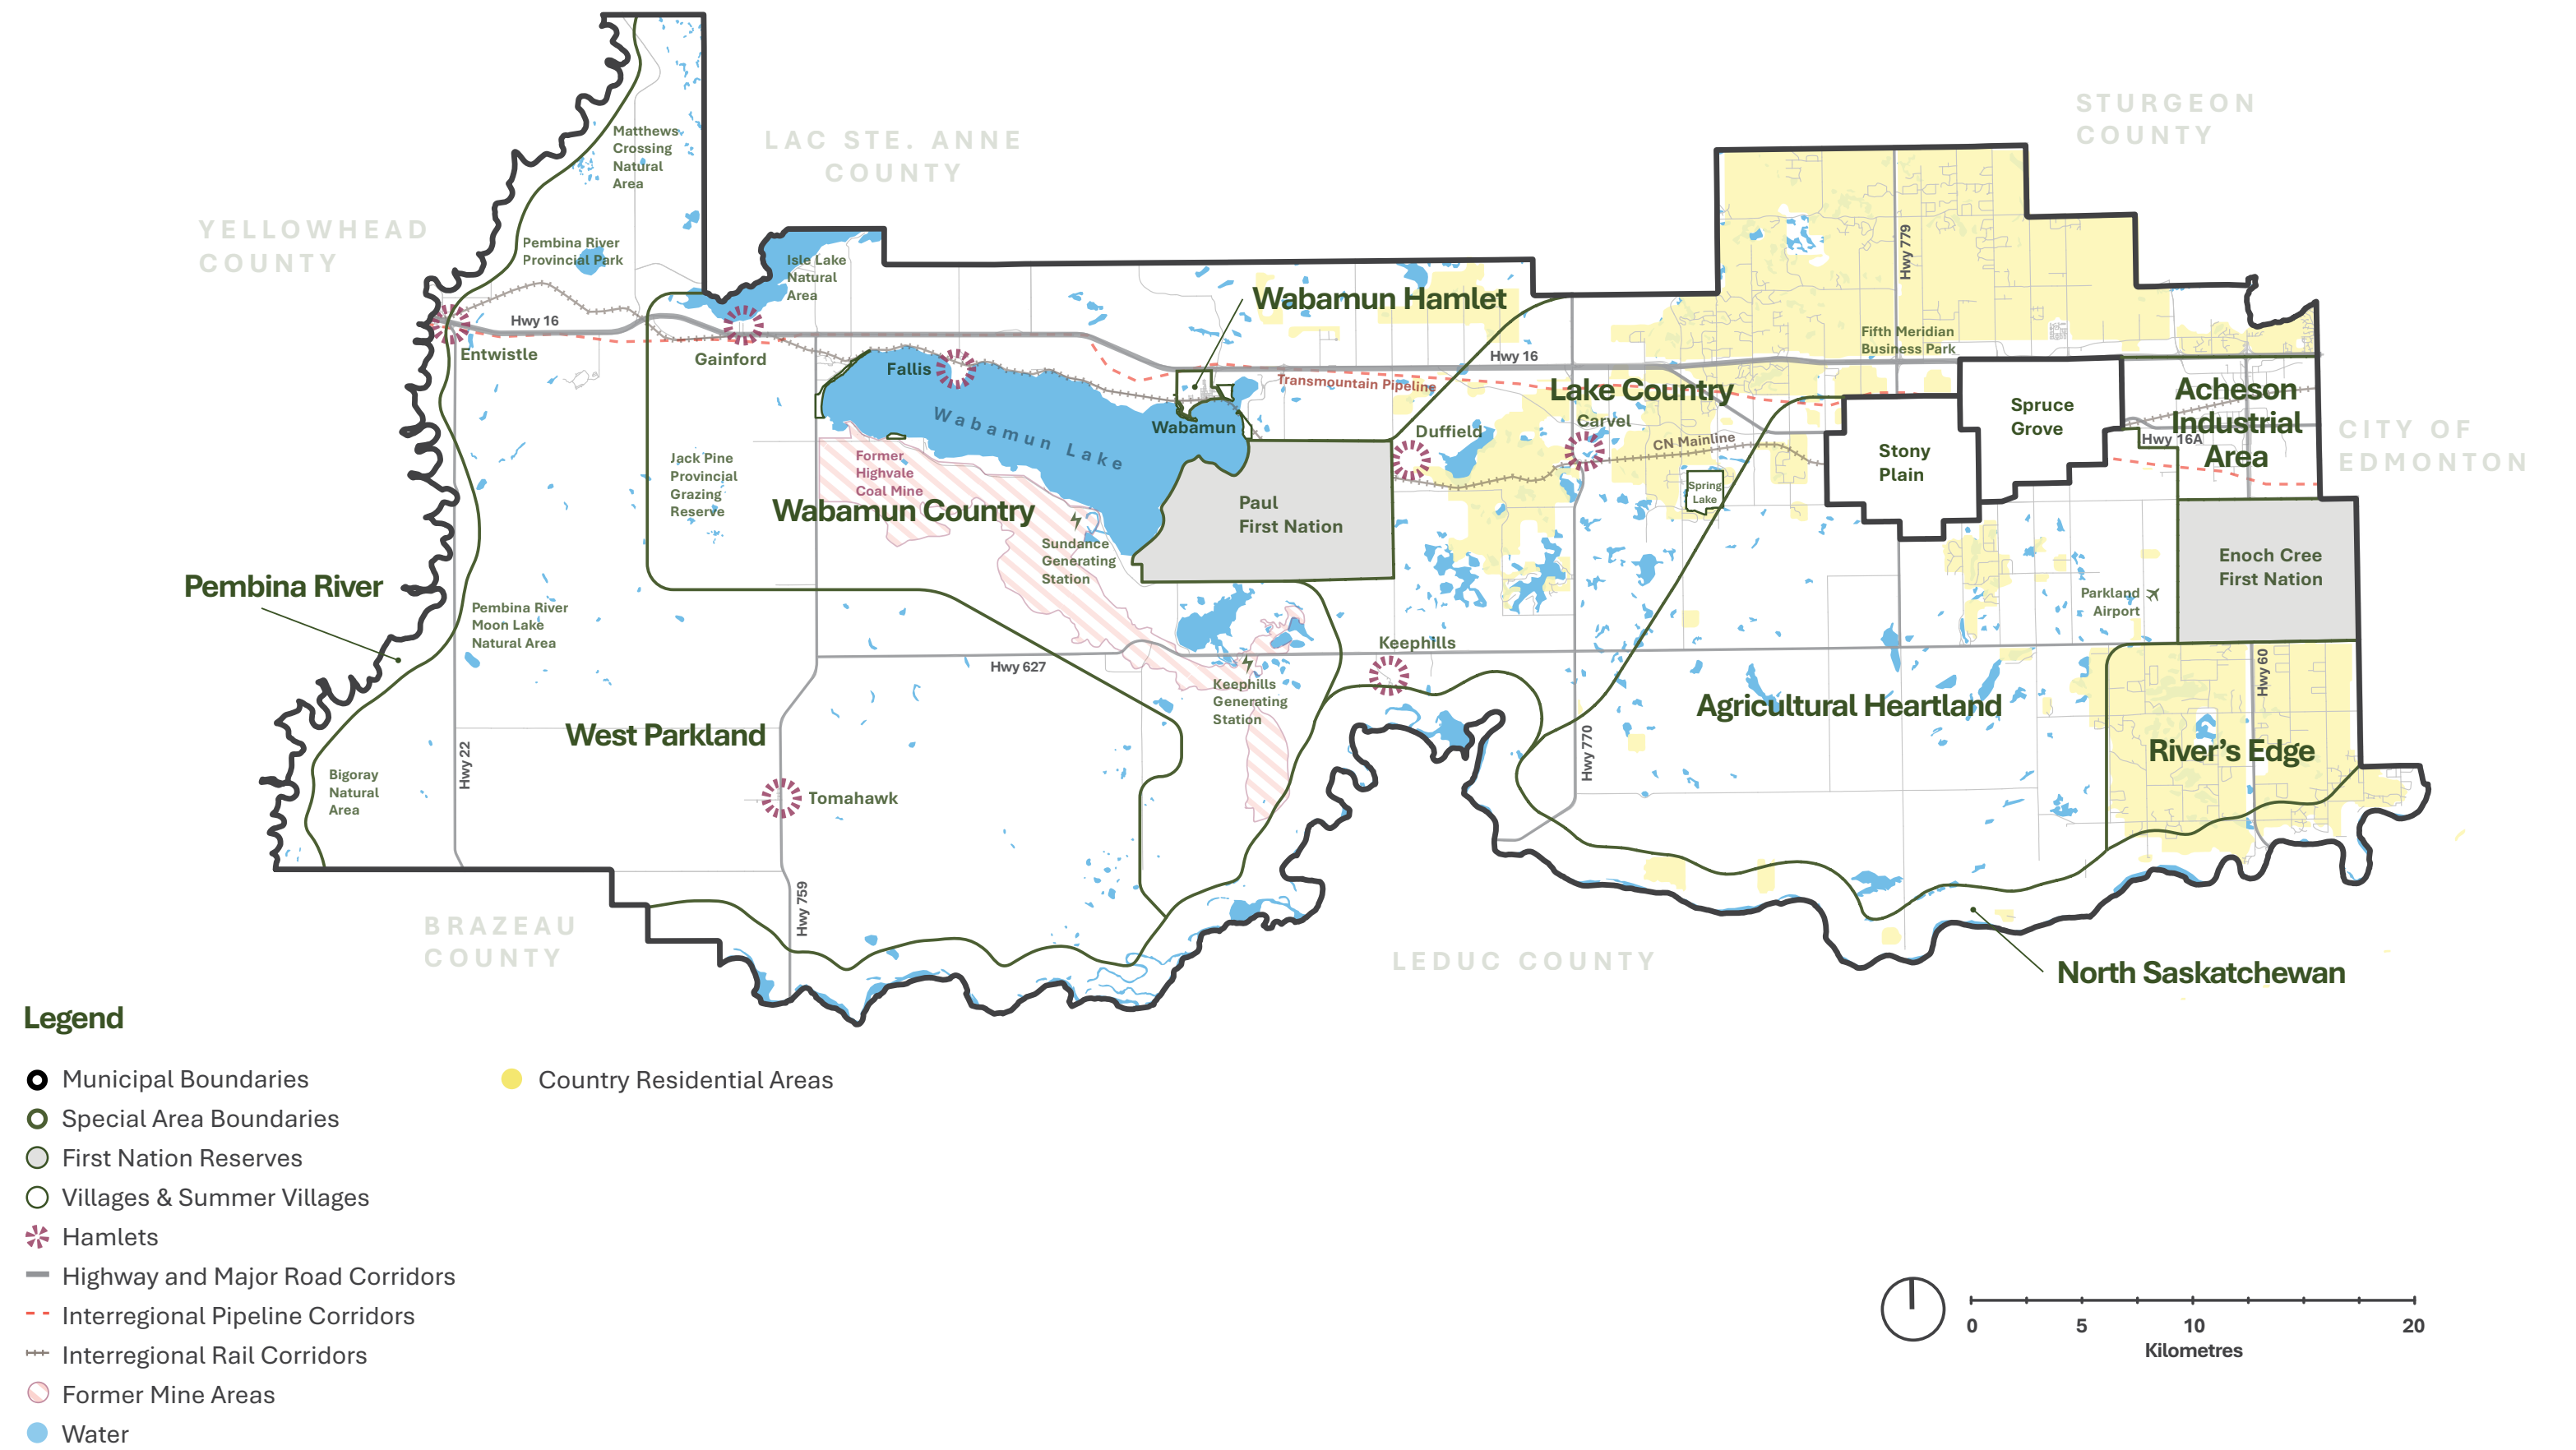 STURGEON
COUNTY
LAC STE. ANNE
COUNTY
YELLOWHEAD
COUNTY
Matthews
Crossing
Natural
Area
Pembina River
Provincial Park
Isle Lake
Natural
Area
Hwy 779
Wabamun Hamlet
Hwy 16
Entwistle
Gainford
Fallis
Hwy 16
Fifth Meridian
Business Park
Transmountain Pipeline
Lake Country
Carvel
Duffield
CN Mainline
Spring
Lake
Stony
Plain
Spruce
Grove
Acheson
Industrial
Area
Hwy 16A
CITY OF
EDMONTON
Wabamun Lake
Wabamun
Jack Pine
Provincial
Grazing
Reserve
Former
Highvale
Coal Mine
Wabamun Country
Paul
First Nation
Sundance
Generating
Station
Enoch Cree
First Nation
Parkland
Airport
Pembina River
Pembina River
Moon Lake
Natural Area
Hwy 627
Keephills
Keephills
Generating
Station
Hwy 60
Agricultural Heartland
River's Edge
West Parkland
Hwy 22
Hwy 770
Bigoray
Natural
Area
Tomahawk
Hwy 759
BRAZEAU
COUNTY
LEDUC COUNTY
North Saskatchewan
Legend
Municipal Boundaries
Special Area Boundaries
First Nation Reserves
Villages & Summer Villages
Hamlets
Highway and Major Road Corridors
Interregional Pipeline Corridors
Interregional Rail Corridors
Former Mine Areas
Water
Country Residential Areas
0 5 10 20
Kilometres